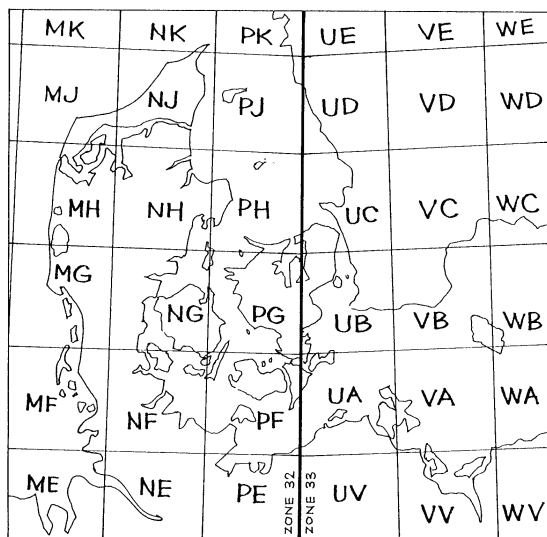 MK NK PK UE VE WE
MJ NJ PJ UD VD WD
MH NH PH UC VC WC
MG NG PG UB VB WB
MF NF PF UA VA WA
ME NE PE ZONE 32 ZONE 33 UV VV WV